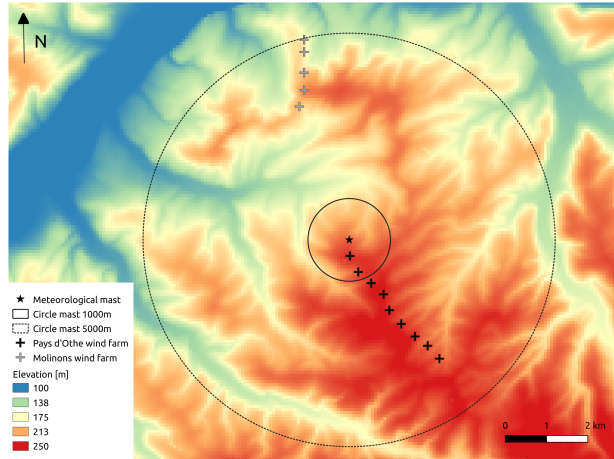 N
Meteorological mast
Circle mast 1000m
Circle mast 5000m
Pays d'Othe wind farm
Molinons wind farm
Elevation [m]
100
138
175
213
250
0 1 2 km